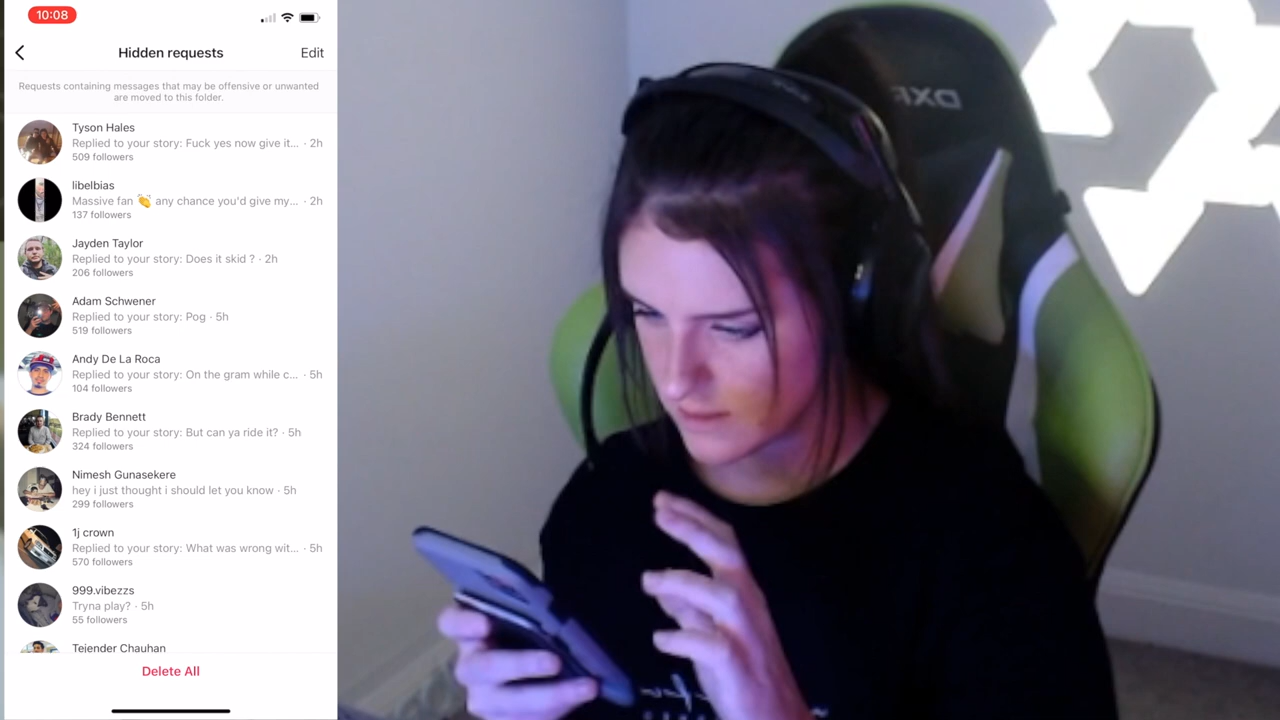 10:08
Hidden requests
Edit
Requests containing messages that may be offensive or unwanted
are moved to this folder.
Tyson Hales
Replied to your story: Fuck yes now give it... · 2h
509 followers
libelbias
Massive fan 👏 any chance you'd give my... · 2h
137 followers
Jayden Taylor
Replied to your story: Does it skid ? · 2h
206 followers
Adam Schwener
Replied to your story: Pog · 5h
519 followers
Andy De La Roca
Replied to your story: On the gram while c... · 5h
104 followers
Brady Bennett
Replied to your story: But can ya ride it? · 5h
324 followers
Nimesh Gunasekere
hey i just thought i should let you know · 5h
299 followers
1j crown
Replied to your story: What was wrong wit... · 5h
570 followers
999.vibezzs
Tryna play? · 5h
55 followers
Tejender Chauhan
Delete All